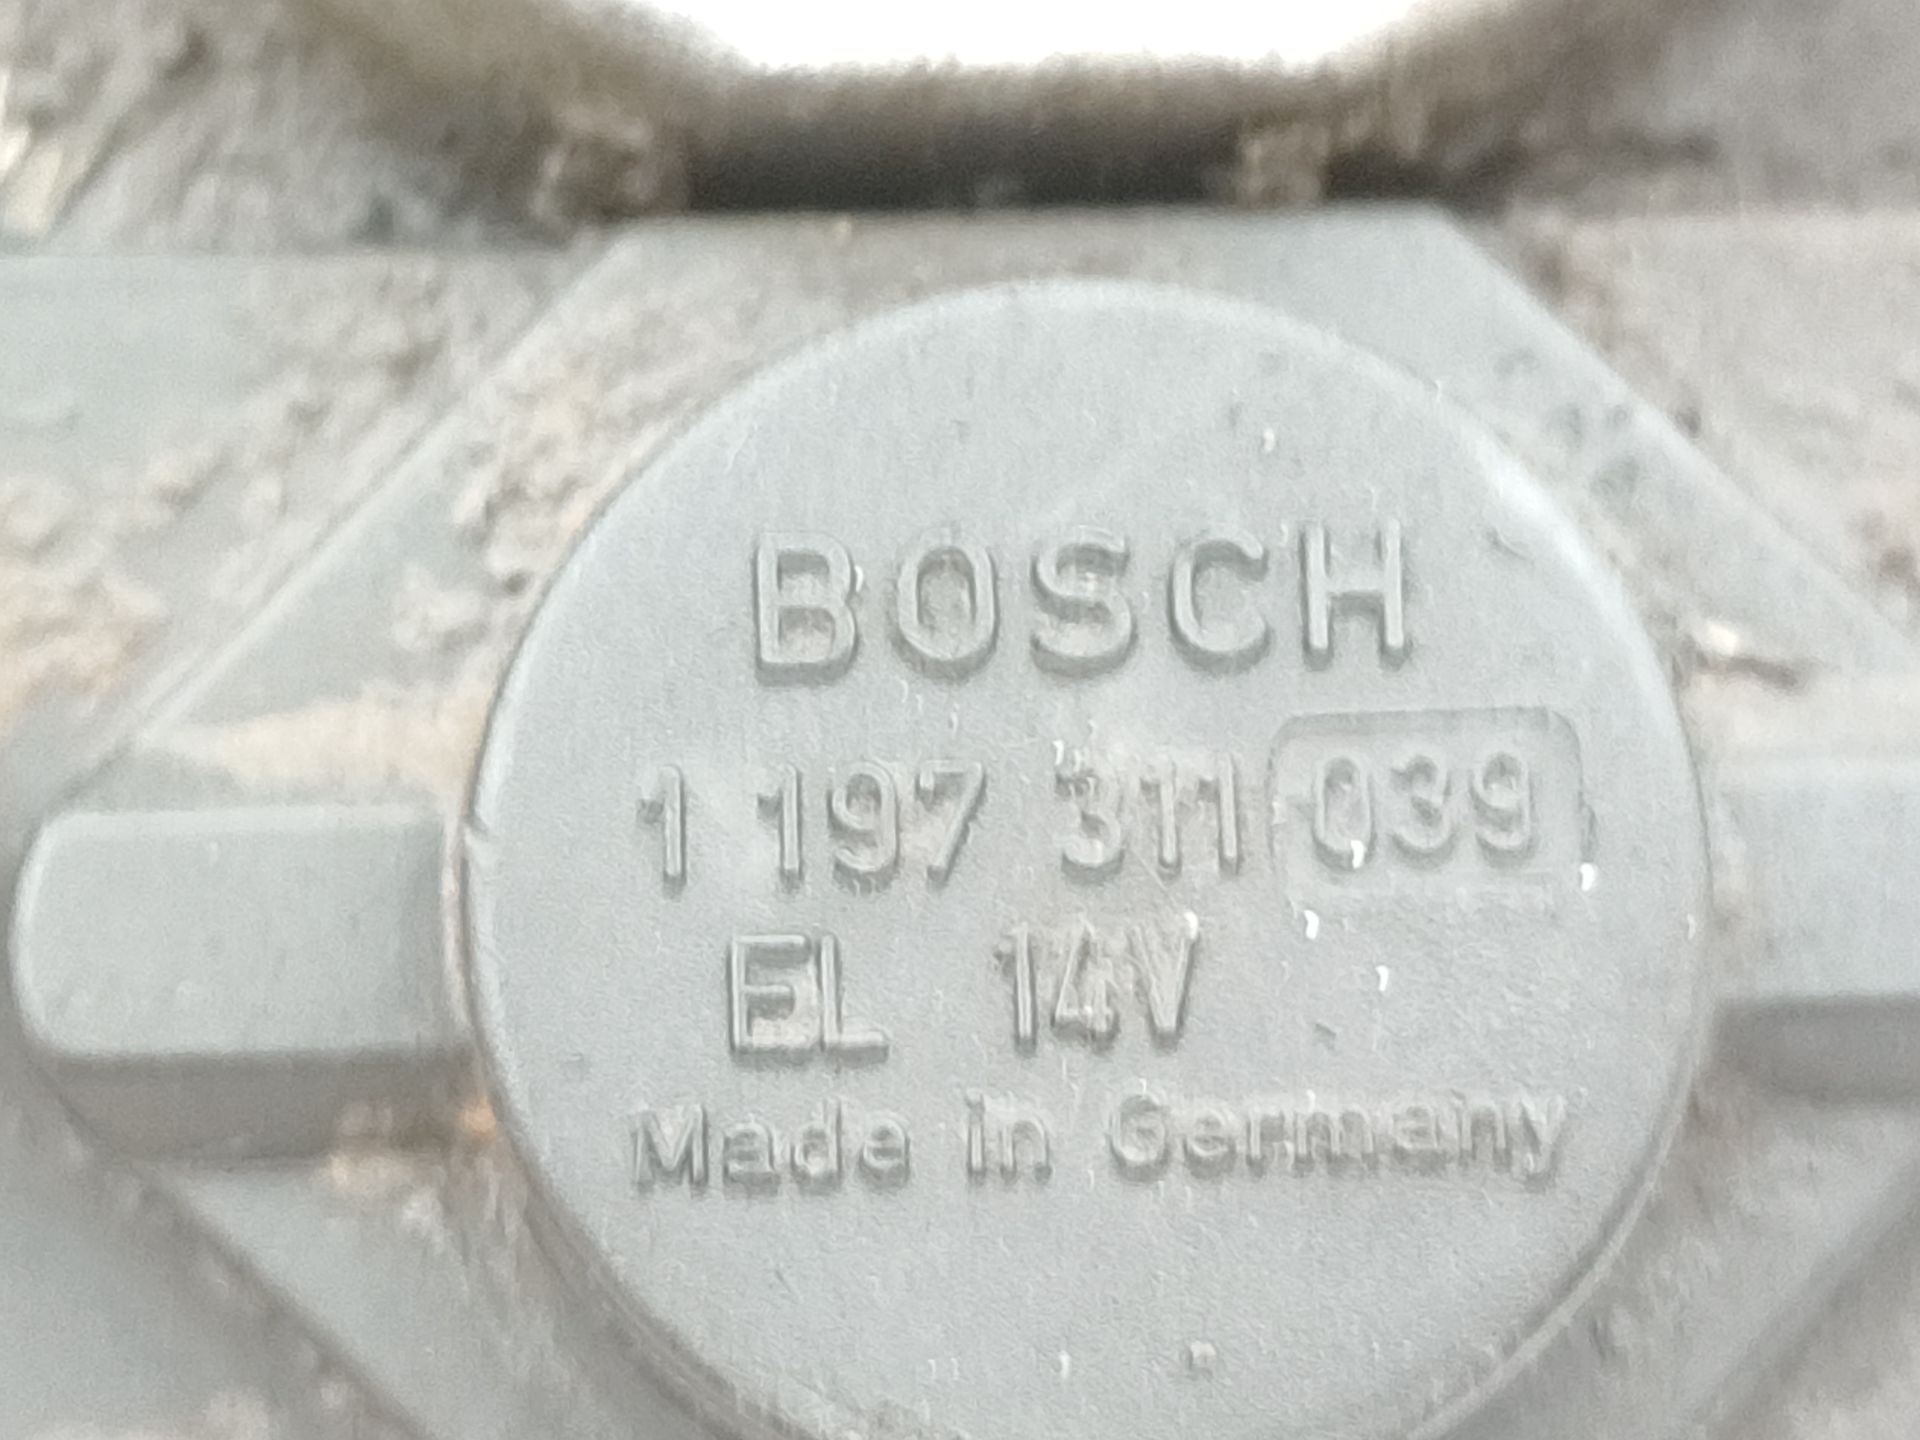 BOSCH
1 197 311 039
EL 14V
Made in Germany